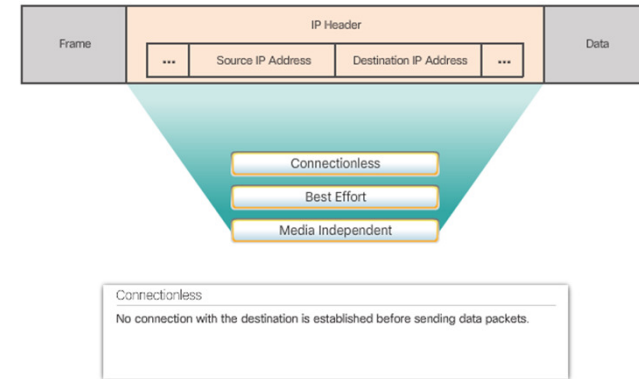 IP Header
Frame
Data
... Source IP Address Destination IP Address ...
Connectionless
Best Effort
Media Independent
Connectionless
No connection with the destination is established before sending data packets.